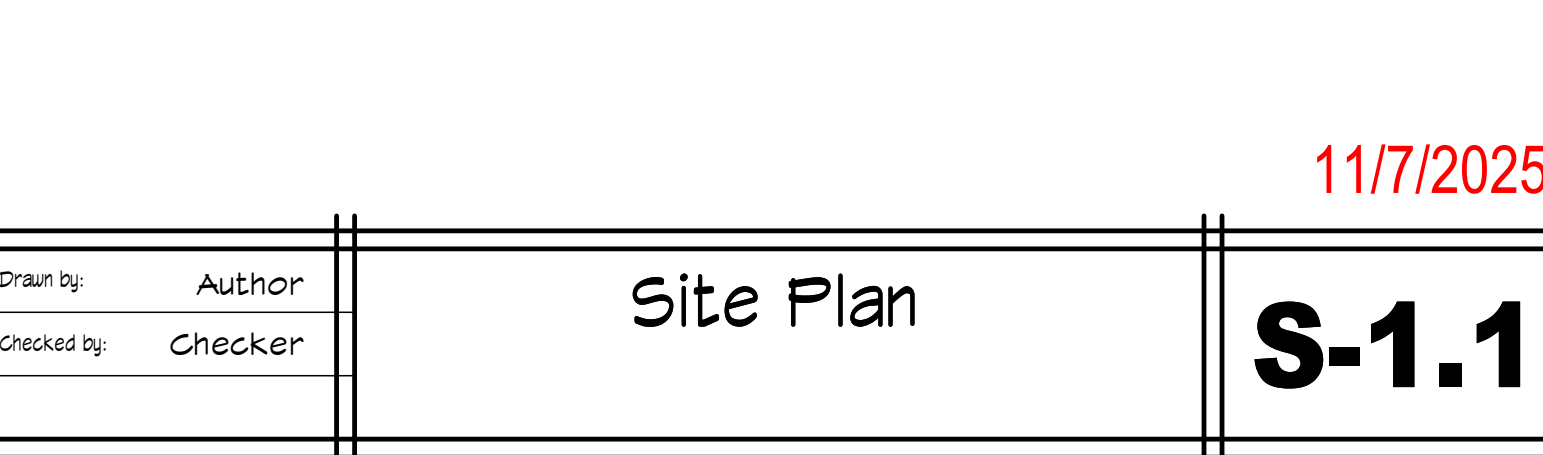 11/7/2025
Drawn by: Author
Site Plan
Checked by: Checker
S-1.1